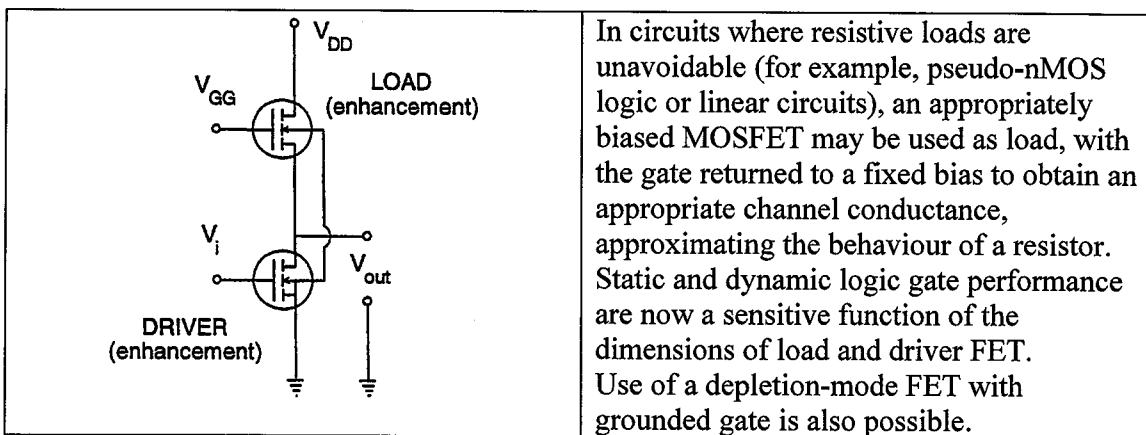 V_DD
LOAD
(enhancement)
V_GG
V_i
V_out
DRIVER
(enhancement)
In circuits where resistive loads are
unavoidable (for example, pseudo-nMOS
logic or linear circuits), an appropriately
biased MOSFET may be used as load, with
the gate returned to a fixed bias to obtain an
appropriate channel conductance,
approximating the behaviour of a resistor.
Static and dynamic logic gate performance
are now a sensitive function of the
dimensions of load and driver FET.
Use of a depletion-mode FET with
grounded gate is also possible.